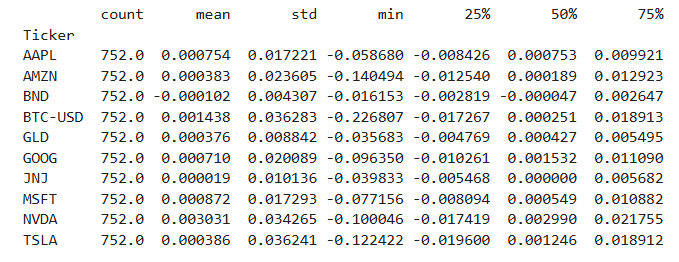 count mean std min 25% 50% 75%
Ticker
AAPL 752.0 0.000754 0.017221 -0.058680 -0.008426 0.000753 0.009921
AMZN 752.0 0.000383 0.023605 -0.140494 -0.012540 0.000189 0.012923
BND 752.0 -0.000102 0.004307 -0.016153 -0.002819 -0.000047 0.002647
BTC-USD 752.0 0.001438 0.036283 -0.226807 -0.017267 0.000251 0.018913
GLD 752.0 0.000376 0.008842 -0.035683 -0.004769 0.000427 0.005495
GOOG 752.0 0.000710 0.020089 -0.096350 -0.010261 0.001532 0.011090
JNJ 752.0 0.000019 0.010136 -0.039833 -0.005468 0.000000 0.005682
MSFT 752.0 0.000872 0.017293 -0.077156 -0.008094 0.000549 0.010882
NVDA 752.0 0.003031 0.034265 -0.100046 -0.017419 0.002990 0.021755
TSLA 752.0 0.000386 0.036241 -0.122422 -0.019600 0.001246 0.018912